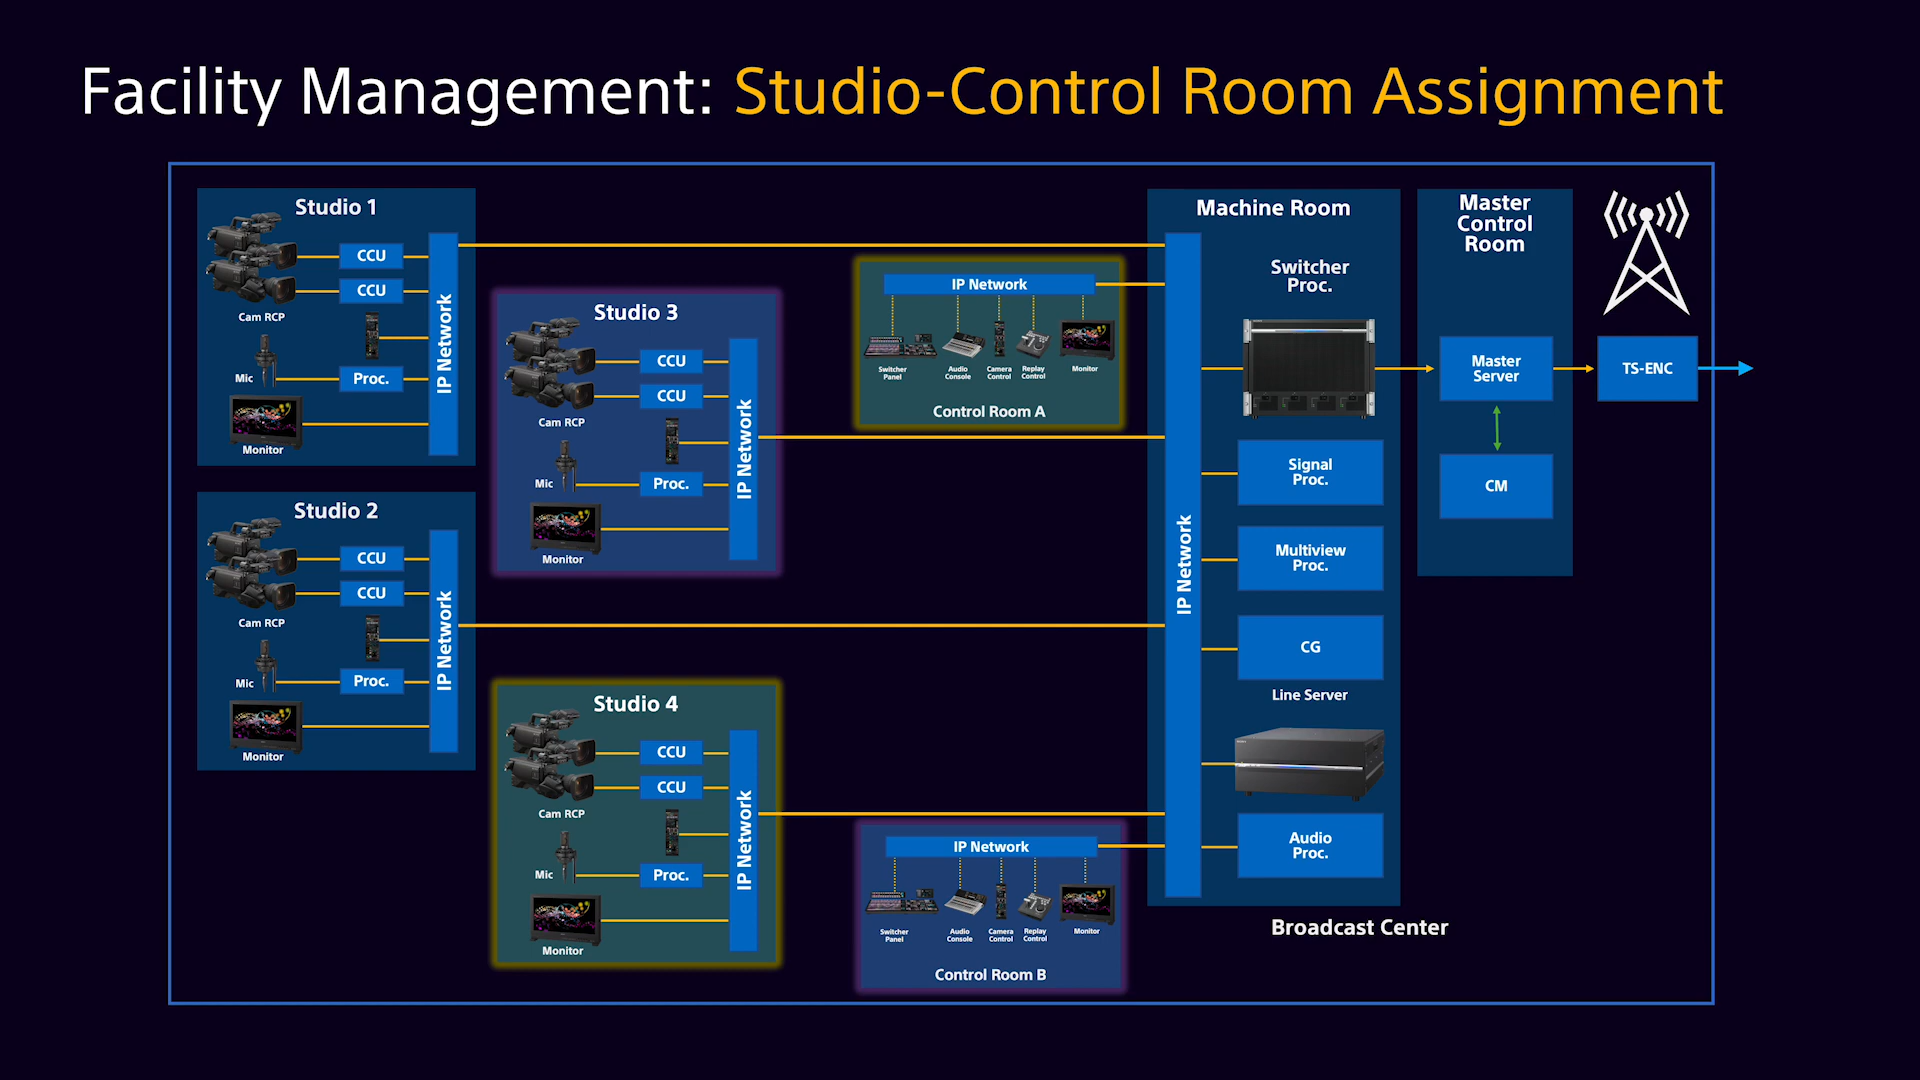 Facility Management: Studio-Control Room Assignment
Studio 1
CCU
CCU
Cam RCP
Mic
Proc.
Monitor
IP Network
Studio 2
CCU
CCU
Cam RCP
Mic
Proc.
Monitor
IP Network
Studio 3
CCU
CCU
Cam RCP
Mic
Proc.
Monitor
IP Network
Studio 4
CCU
CCU
Cam RCP
Mic
Proc.
Monitor
IP Network
IP Network
Switcher
Panel
Audio
Console
Camera
Control
Replay
Control
Monitor
Control Room A
IP Network
Switcher
Panel
Audio
Console
Camera
Control
Replay
Control
Monitor
Control Room B
Machine Room
IP Network
Switcher
Proc.
Signal
Proc.
Multiview
Proc.
CG
Line Server
Audio
Proc.
Master
Control
Room
Master
Server
CM
TS-ENC
Broadcast Center